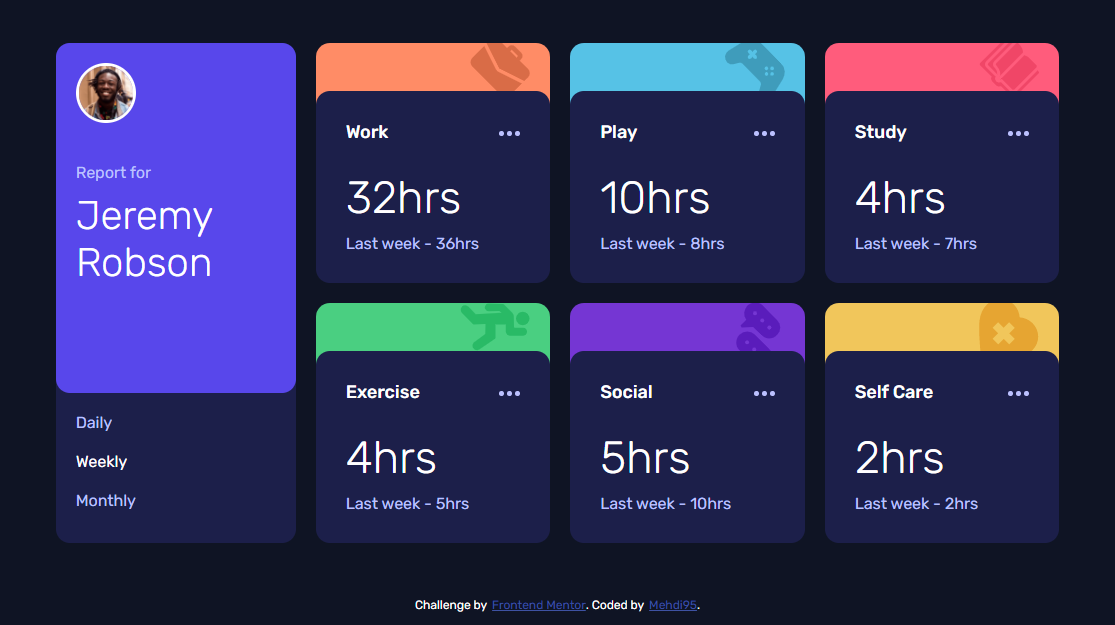 Report for
Jeremy
Robson
Daily
Weekly
Monthly
Work
32hrs
Last week - 36hrs
Play
10hrs
Last week - 8hrs
Study
4hrs
Last week - 7hrs
Exercise
4hrs
Last week - 5hrs
Social
5hrs
Last week - 10hrs
Self Care
2hrs
Last week - 2hrs
Challenge by Frontend Mentor. Coded by Mehdi95.